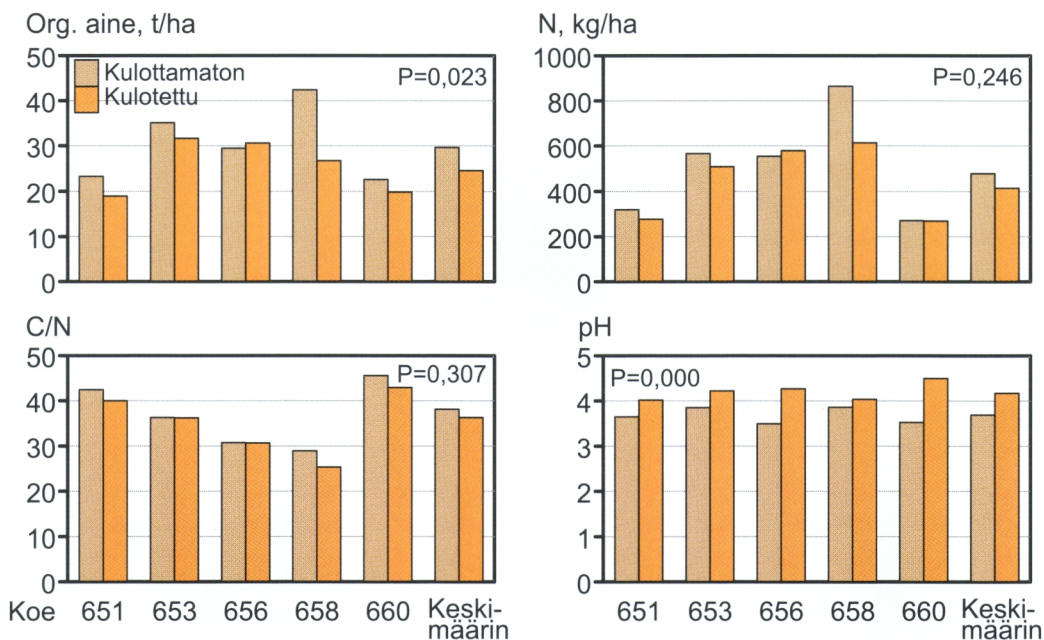 Org. aine, t/ha
50
40
30
20
10
0
Kulottamaton
Kulotettu
P=0,023
N, kg/ha
1000
800
600
400
200
0
P=0,246
C/N
50
40
30
20
10
0
P=0,307
pH
5
4
3
2
1
0
P=0,000
Koe 651 653 656 658 660 Keski-
määrin
651 653 656 658 660 Keski-
määrin